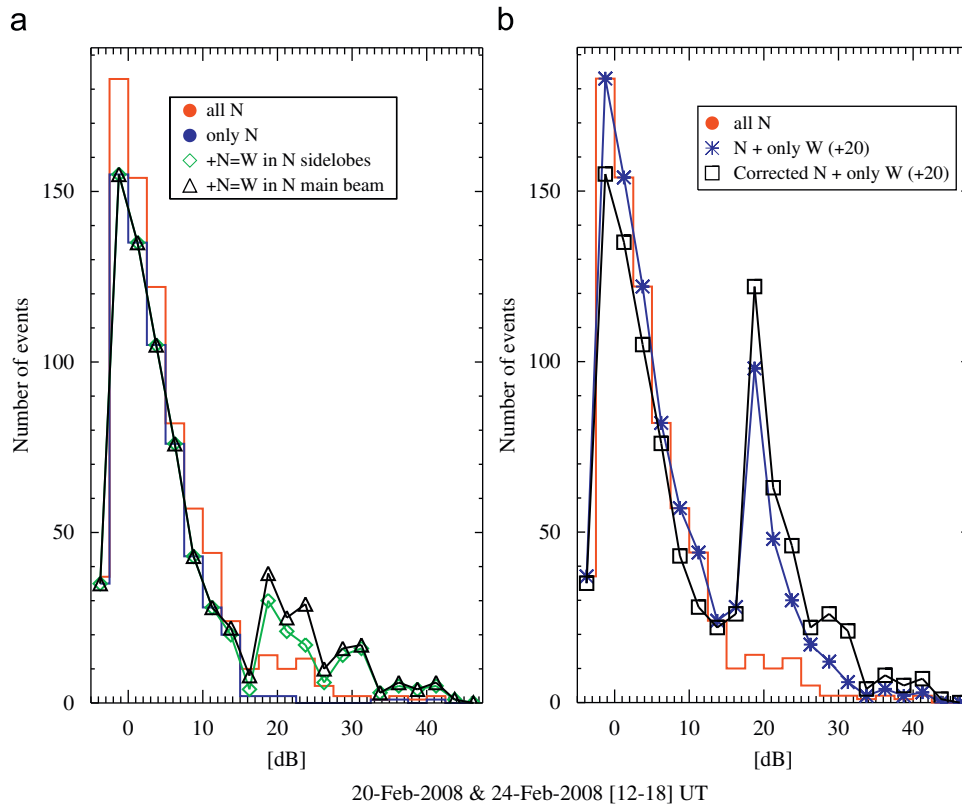 a
b
Number of events
150
100
50
0
all N
only N
+N=W in N sidelobes
+N=W in N main beam
0
10
20
30
40
[dB]
Number of events
150
100
50
0
all N
N + only W (+20)
Corrected N + only W (+20)
0
10
20
30
40
[dB]
20-Feb-2008 & 24-Feb-2008 [12-18] UT